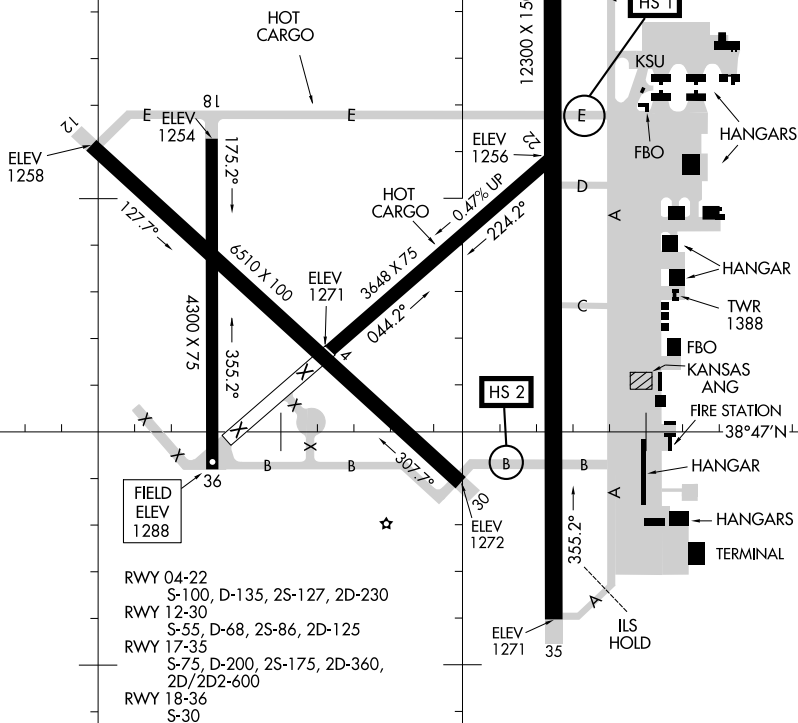 HS 1
HOT
CARGO
12300 X 150
KSU
HANGARS
FBO
E
E
E
18
12
ELEV
1254
ELEV
1258
175.2°
ELEV
1256
22
D
A
HOT
CARGO
0.47% UP
224.2°
127.7°
6510 X 100
ELEV
1271
3648 X 75
044.2°
HANGAR
TWR
1388
C
4300 X 75
355.2°
4
FBO
KANSAS
ANG
HS 2
FIRE STATION
38°47'N
X
X
X
X
X
X
B
B
B
B
307.7°
HANGAR
36
30
A
FIELD
ELEV
1288
ELEV
1272
355.2°
HANGARS
TERMINAL
RWY 04-22
S-100, D-135, 2S-127, 2D-230
RWY 12-30
S-55, D-68, 2S-86, 2D-125
RWY 17-35
S-75, D-200, 2S-175, 2D-360,
2D/2D2-600
RWY 18-36
S-30
A
ILS
HOLD
ELEV
1271
35